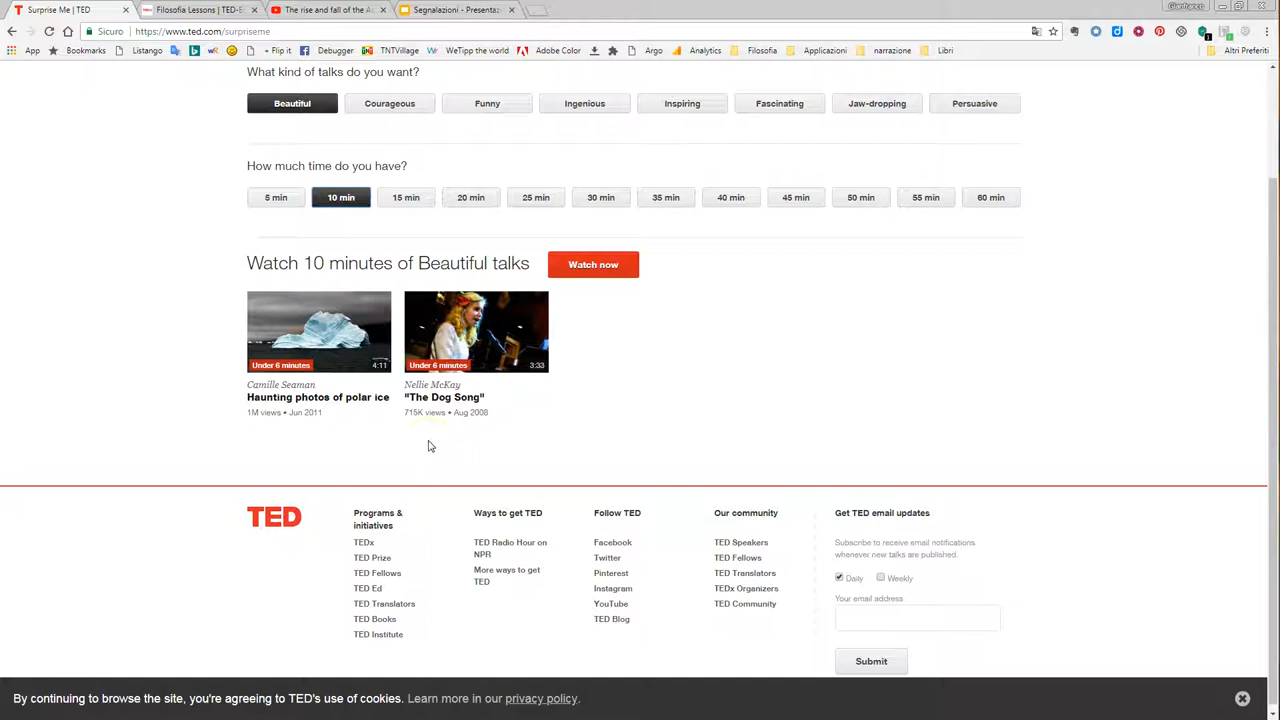 Surprise Me | TED
Filosofia Lessons | TED-E
The rise and fall of the A
Segnalazioni - Presenta
Gianfranco
Sicuro
https://www.ted.com/surpriseme
App
Bookmarks
Listango
+ Flip it
Debugger
TNTVillage
WeTipp the world
Adobe Color
Argo
Analytics
Filosofia
Applicazioni
narrazione
Libri
Altri Preferiti
What kind of talks do you want?
Beautiful Courageous Funny Ingenious Inspiring Fascinating Jaw-dropping Persuasive
How much time do you have?
5 min 10 min 15 min 20 min 25 min 30 min 35 min 40 min 45 min 50 min 55 min 60 min
Watch 10 minutes of Beautiful talks Watch now
Under 6 minutes 4:11
Camille Seaman
Haunting photos of polar ice
1M views • Jun 2011
Under 6 minutes 3:33
Nellie McKay
"The Dog Song"
715K views • Aug 2008
TED
Programs &
initiatives
TEDx
TED Prize
TED Fellows
TED Ed
TED Translators
TED Books
TED Institute
Ways to get TED
TED Radio Hour on
NPR
More ways to get
TED
Follow TED
Facebook
Twitter
Pinterest
Instagram
YouTube
TED Blog
Our community
TED Speakers
TED Fellows
TED Translators
TEDx Organizers
TED Community
Get TED email updates
Subscribe to receive email notifications
whenever new talks are published.
Daily Weekly
Your email address
Submit
By continuing to browse the site, you're agreeing to TED's use of cookies. Learn more in our privacy policy.